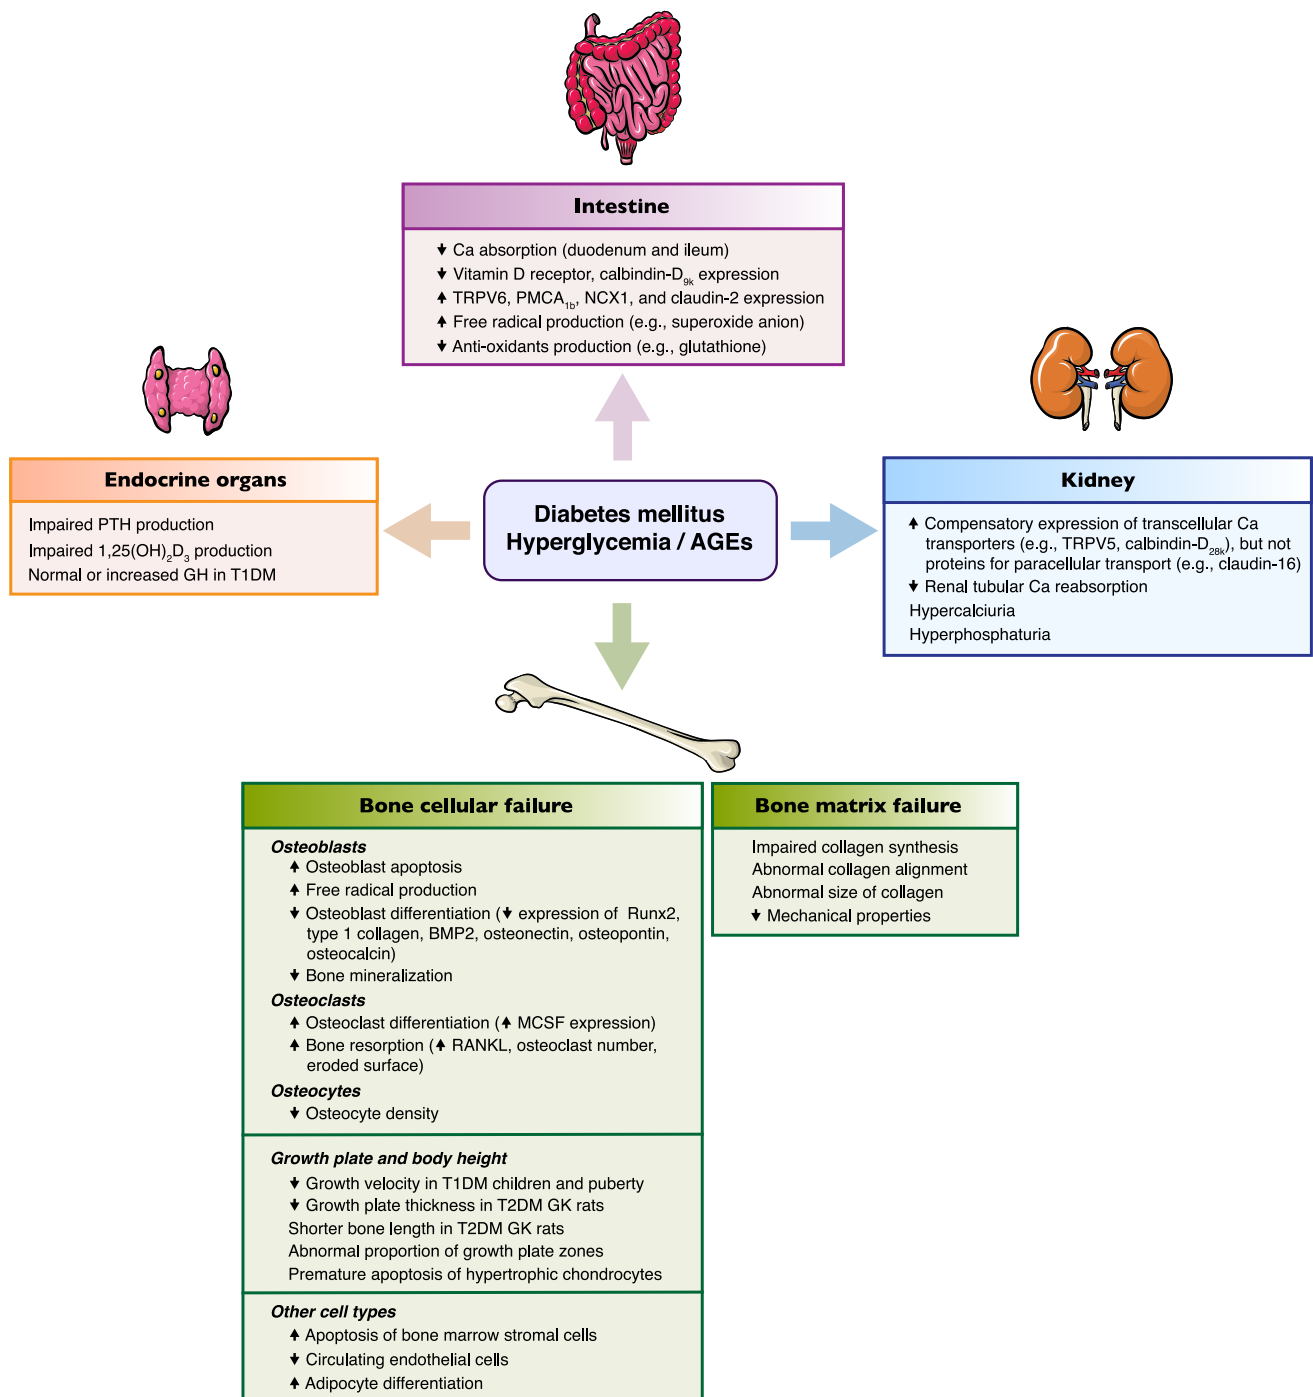 Intestine
↓ Ca absorption (duodenum and ileum)
↓ Vitamin D receptor, calbindin-D9k expression
↑ TRPV6, PMCA1b, NCX1, and claudin-2 expression
↑ Free radical production (e.g., superoxide anion)
↓ Anti-oxidants production (e.g., glutathione)
Endocrine organs
Impaired PTH production
Impaired 1,25(OH)2D3 production
Normal or increased GH in T1DM
Diabetes mellitus
Hyperglycemia / AGEs
Kidney
↑ Compensatory expression of transcellular Ca
transporters (e.g., TRPV5, calbindin-D28k), but not
proteins for paracellular transport (e.g., claudin-16)
↓ Renal tubular Ca reabsorption
Hypercalciuria
Hyperphosphaturia
Bone cellular failure
Osteoblasts
↑ Osteoblast apoptosis
↑ Free radical production
↓ Osteoblast differentiation (↓ expression of Runx2,
type 1 collagen, BMP2, osteonectin, osteopontin,
osteocalcin)
↓ Bone mineralization
Osteoclasts
↑ Osteoclast differentiation (↑ MCSF expression)
↑ Bone resorption (↑ RANKL, osteoclast number,
eroded surface)
Osteocytes
↓ Osteocyte density
Growth plate and body height
↓ Growth velocity in T1DM children and puberty
↓ Growth plate thickness in T2DM GK rats
Shorter bone length in T2DM GK rats
Abnormal proportion of growth plate zones
Premature apoptosis of hypertrophic chondrocytes
Other cell types
↑ Apoptosis of bone marrow stromal cells
↓ Circulating endothelial cells
↑ Adipocyte differentiation
Bone matrix failure
Impaired collagen synthesis
Abnormal collagen alignment
Abnormal size of collagen
↓ Mechanical properties